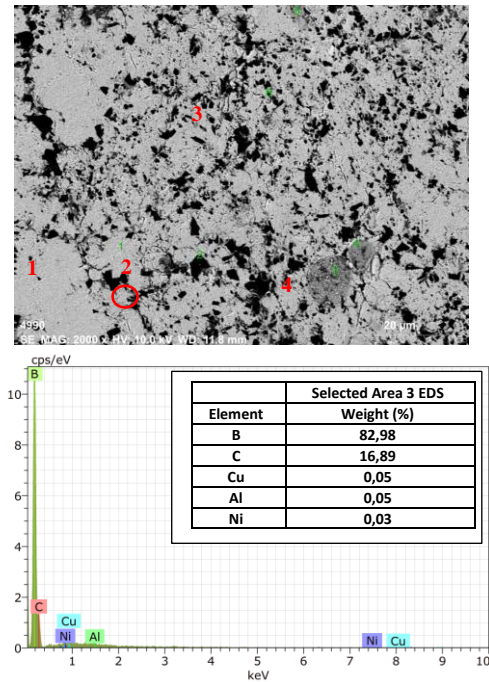 3
1
2
4
4990
20 µm
SE MAG: 2000 x HV: 10.0 kV WD: 11.8 mm
cps/eV
B
10
8
6
4
2
0
C
Cu
Ni
Al
Ni
Cu
1 2 3 4 5 6 7 8 9 10
keV
Selected Area 3 EDS
Element Weight (%)
B 82,98
C 16,89
Cu 0,05
Al 0,05
Ni 0,03